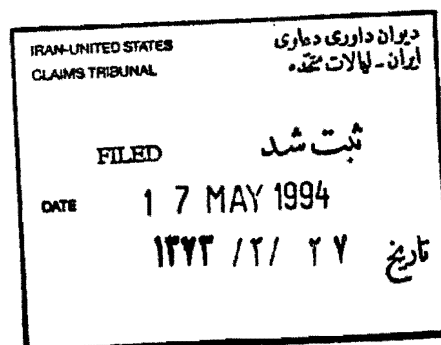 IRAN-UNITED STATES
CLAIMS TRIBUNAL
دیوان داوری دعاوی
ایران - ایالات متحده
FILED ثبت شد
DATE 1 7 MAY 1994
تاریخ ۱۳۷۳ /۲/ ۲۷